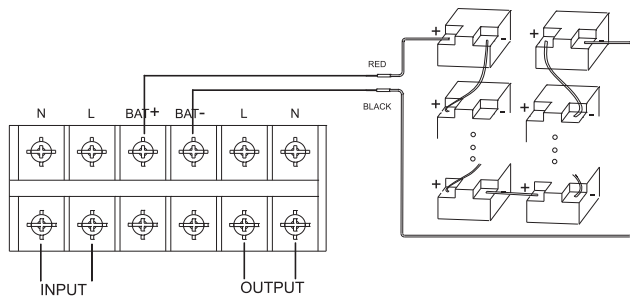 RED
BLACK
N L BAT+ BAT- L N
INPUT OUTPUT
+ - + -
+ - + -
+ - + -